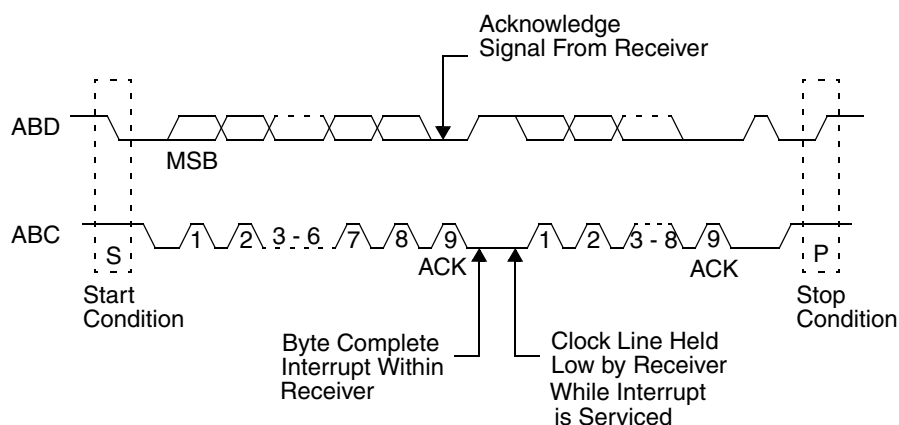 Acknowledge
Signal From Receiver
ABD
MSB
ABC
S
1
2
3 - 6
7
8
9
ACK
1
2
3 - 8
9
ACK
P
Start
Condition
Stop
Condition
Byte Complete
Interrupt Within
Receiver
Clock Line Held
Low by Receiver
While Interrupt
is Serviced